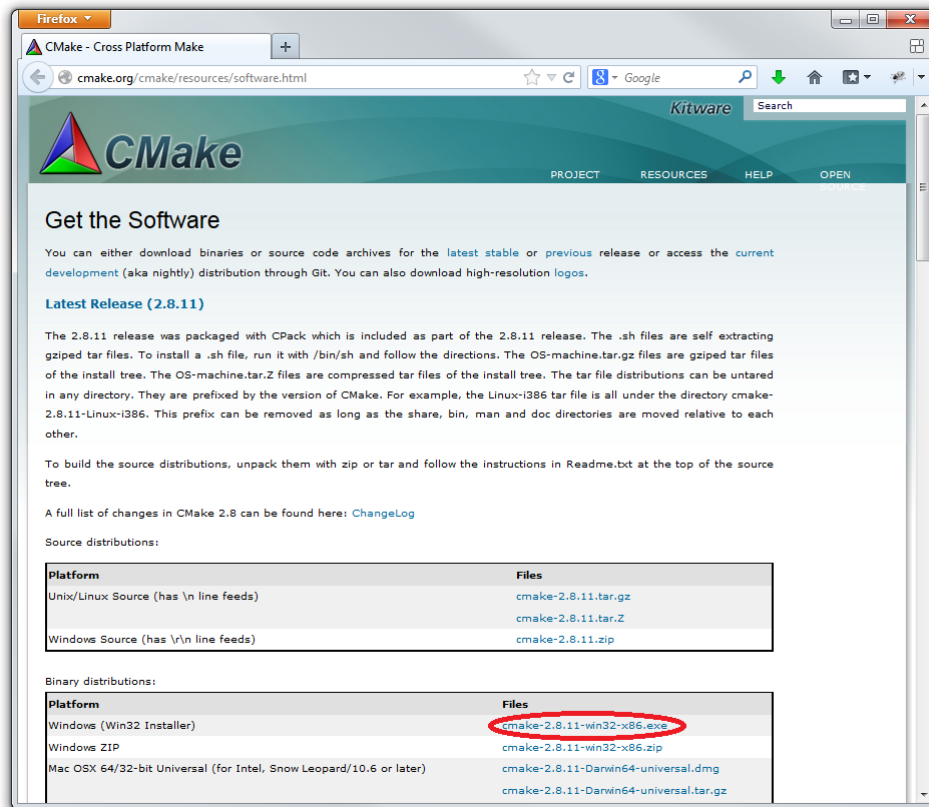 Firefox
CMake - Cross Platform Make
+
cmake.org/cmake/resources/software.html
8 Google
Kitware
Search
CMake
PROJECT RESOURCES HELP OPEN
SOURCE
Get the Software
You can either download binaries or source code archives for the latest stable or previous release or access the current
development (aka nightly) distribution through Git. You can also download high-resolution logos.
Latest Release (2.8.11)
The 2.8.11 release was packaged with CPack which is included as part of the 2.8.11 release. The .sh files are self extracting
gziped tar files. To install a .sh file, run it with /bin/sh and follow the directions. The OS-machine.tar.gz files are gziped tar files
of the install tree. The OS-machine.tar.Z files are compressed tar files of the install tree. The tar file distributions can be untared
in any directory. They are prefixed by the version of CMake. For example, the Linux-i386 tar file is all under the directory cmake-
2.8.11-Linux-i386. This prefix can be removed as long as the share, bin, man and doc directories are moved relative to each
other.
To build the source distributions, unpack them with zip or tar and follow the instructions in Readme.txt at the top of the source
tree.
A full list of changes in CMake 2.8 can be found here: ChangeLog
Source distributions:
Platform Files
Unix/Linux Source (has \n line feeds) cmake-2.8.11.tar.gz
cmake-2.8.11.tar.Z
Windows Source (has \r\n line feeds) cmake-2.8.11.zip
Binary distributions:
Platform Files
Windows (Win32 Installer) cmake-2.8.11-win32-x86.exe
Windows ZIP cmake-2.8.11-win32-x86.zip
Mac OSX 64/32-bit Universal (for Intel, Snow Leopard/10.6 or later) cmake-2.8.11-Darwin64-universal.dmg
cmake-2.8.11-Darwin64-universal.tar.gz